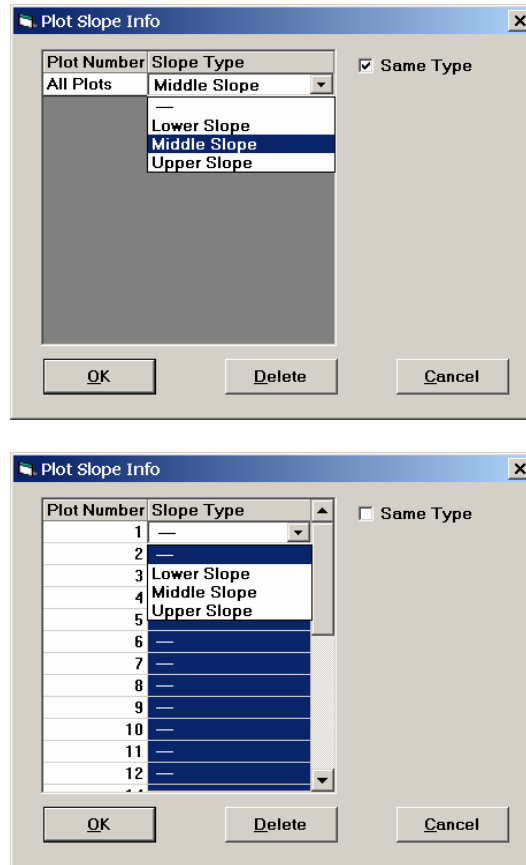 Plot Slope Info
Plot Number Slope Type
Same Type
All Plots Middle Slope
—
Lower Slope
Middle Slope
Upper Slope
OK Delete Cancel
Plot Slope Info
Plot Number Slope Type
Same Type
1 —
2 —
3 Lower Slope
4 Middle Slope
5 Upper Slope
6 —
7 —
8 —
9 —
10 —
11 —
12 —
OK Delete Cancel